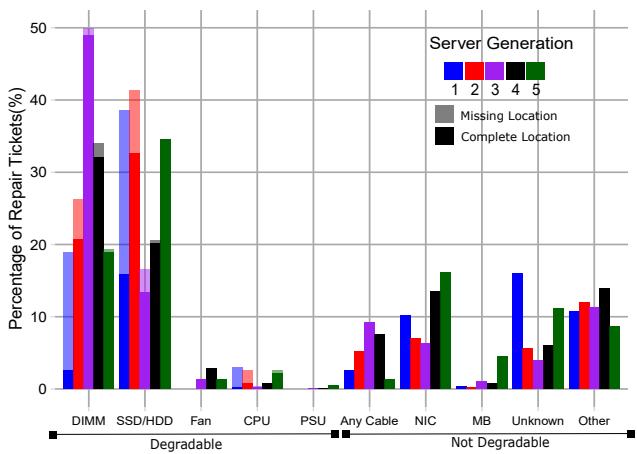 Percentage of Repair Tickets(%)
50
40
30
20
10
0
Server Generation
1 2 3 4 5
Missing Location
Complete Location
DIMM SSD/HDD Fan CPU PSU Any Cable NIC MB Unknown Other
Degradable Not Degradable